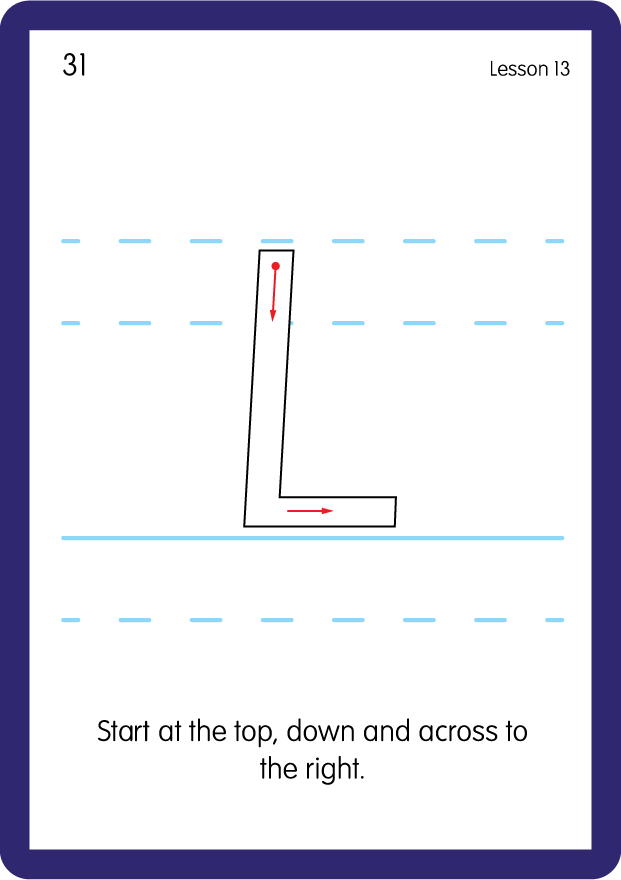 31
Lesson 13
L
Start at the top, down and across to
the right.